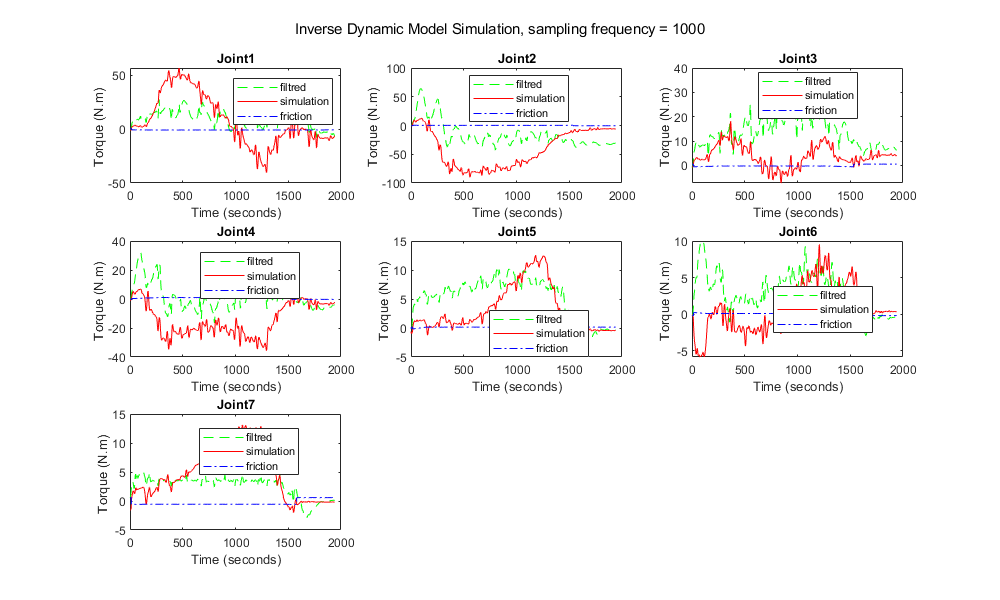 Inverse Dynamic Model Simulation, sampling frequency = 1000
Joint1
Torque (N.m)
50
0
-50
filtred
simulation
friction
0 500 1000 1500 2000
Time (seconds)
Joint2
Torque (N.m)
100
50
0
-50
-100
filtred
simulation
friction
0 500 1000 1500 2000
Time (seconds)
Joint3
Torque (N.m)
40
30
20
10
0
filtred
simulation
friction
0 500 1000 1500 2000
Time (seconds)
Joint4
Torque (N.m)
40
20
0
-20
-40
filtred
simulation
friction
0 500 1000 1500 2000
Time (seconds)
Joint5
Torque (N.m)
15
10
5
0
-5
filtred
simulation
friction
0 500 1000 1500 2000
Time (seconds)
Joint6
Torque (N.m)
10
5
0
-5
filtred
simulation
friction
0 500 1000 1500 2000
Time (seconds)
Joint7
Torque (N.m)
15
10
5
0
-5
filtred
simulation
friction
0 500 1000 1500 2000
Time (seconds)